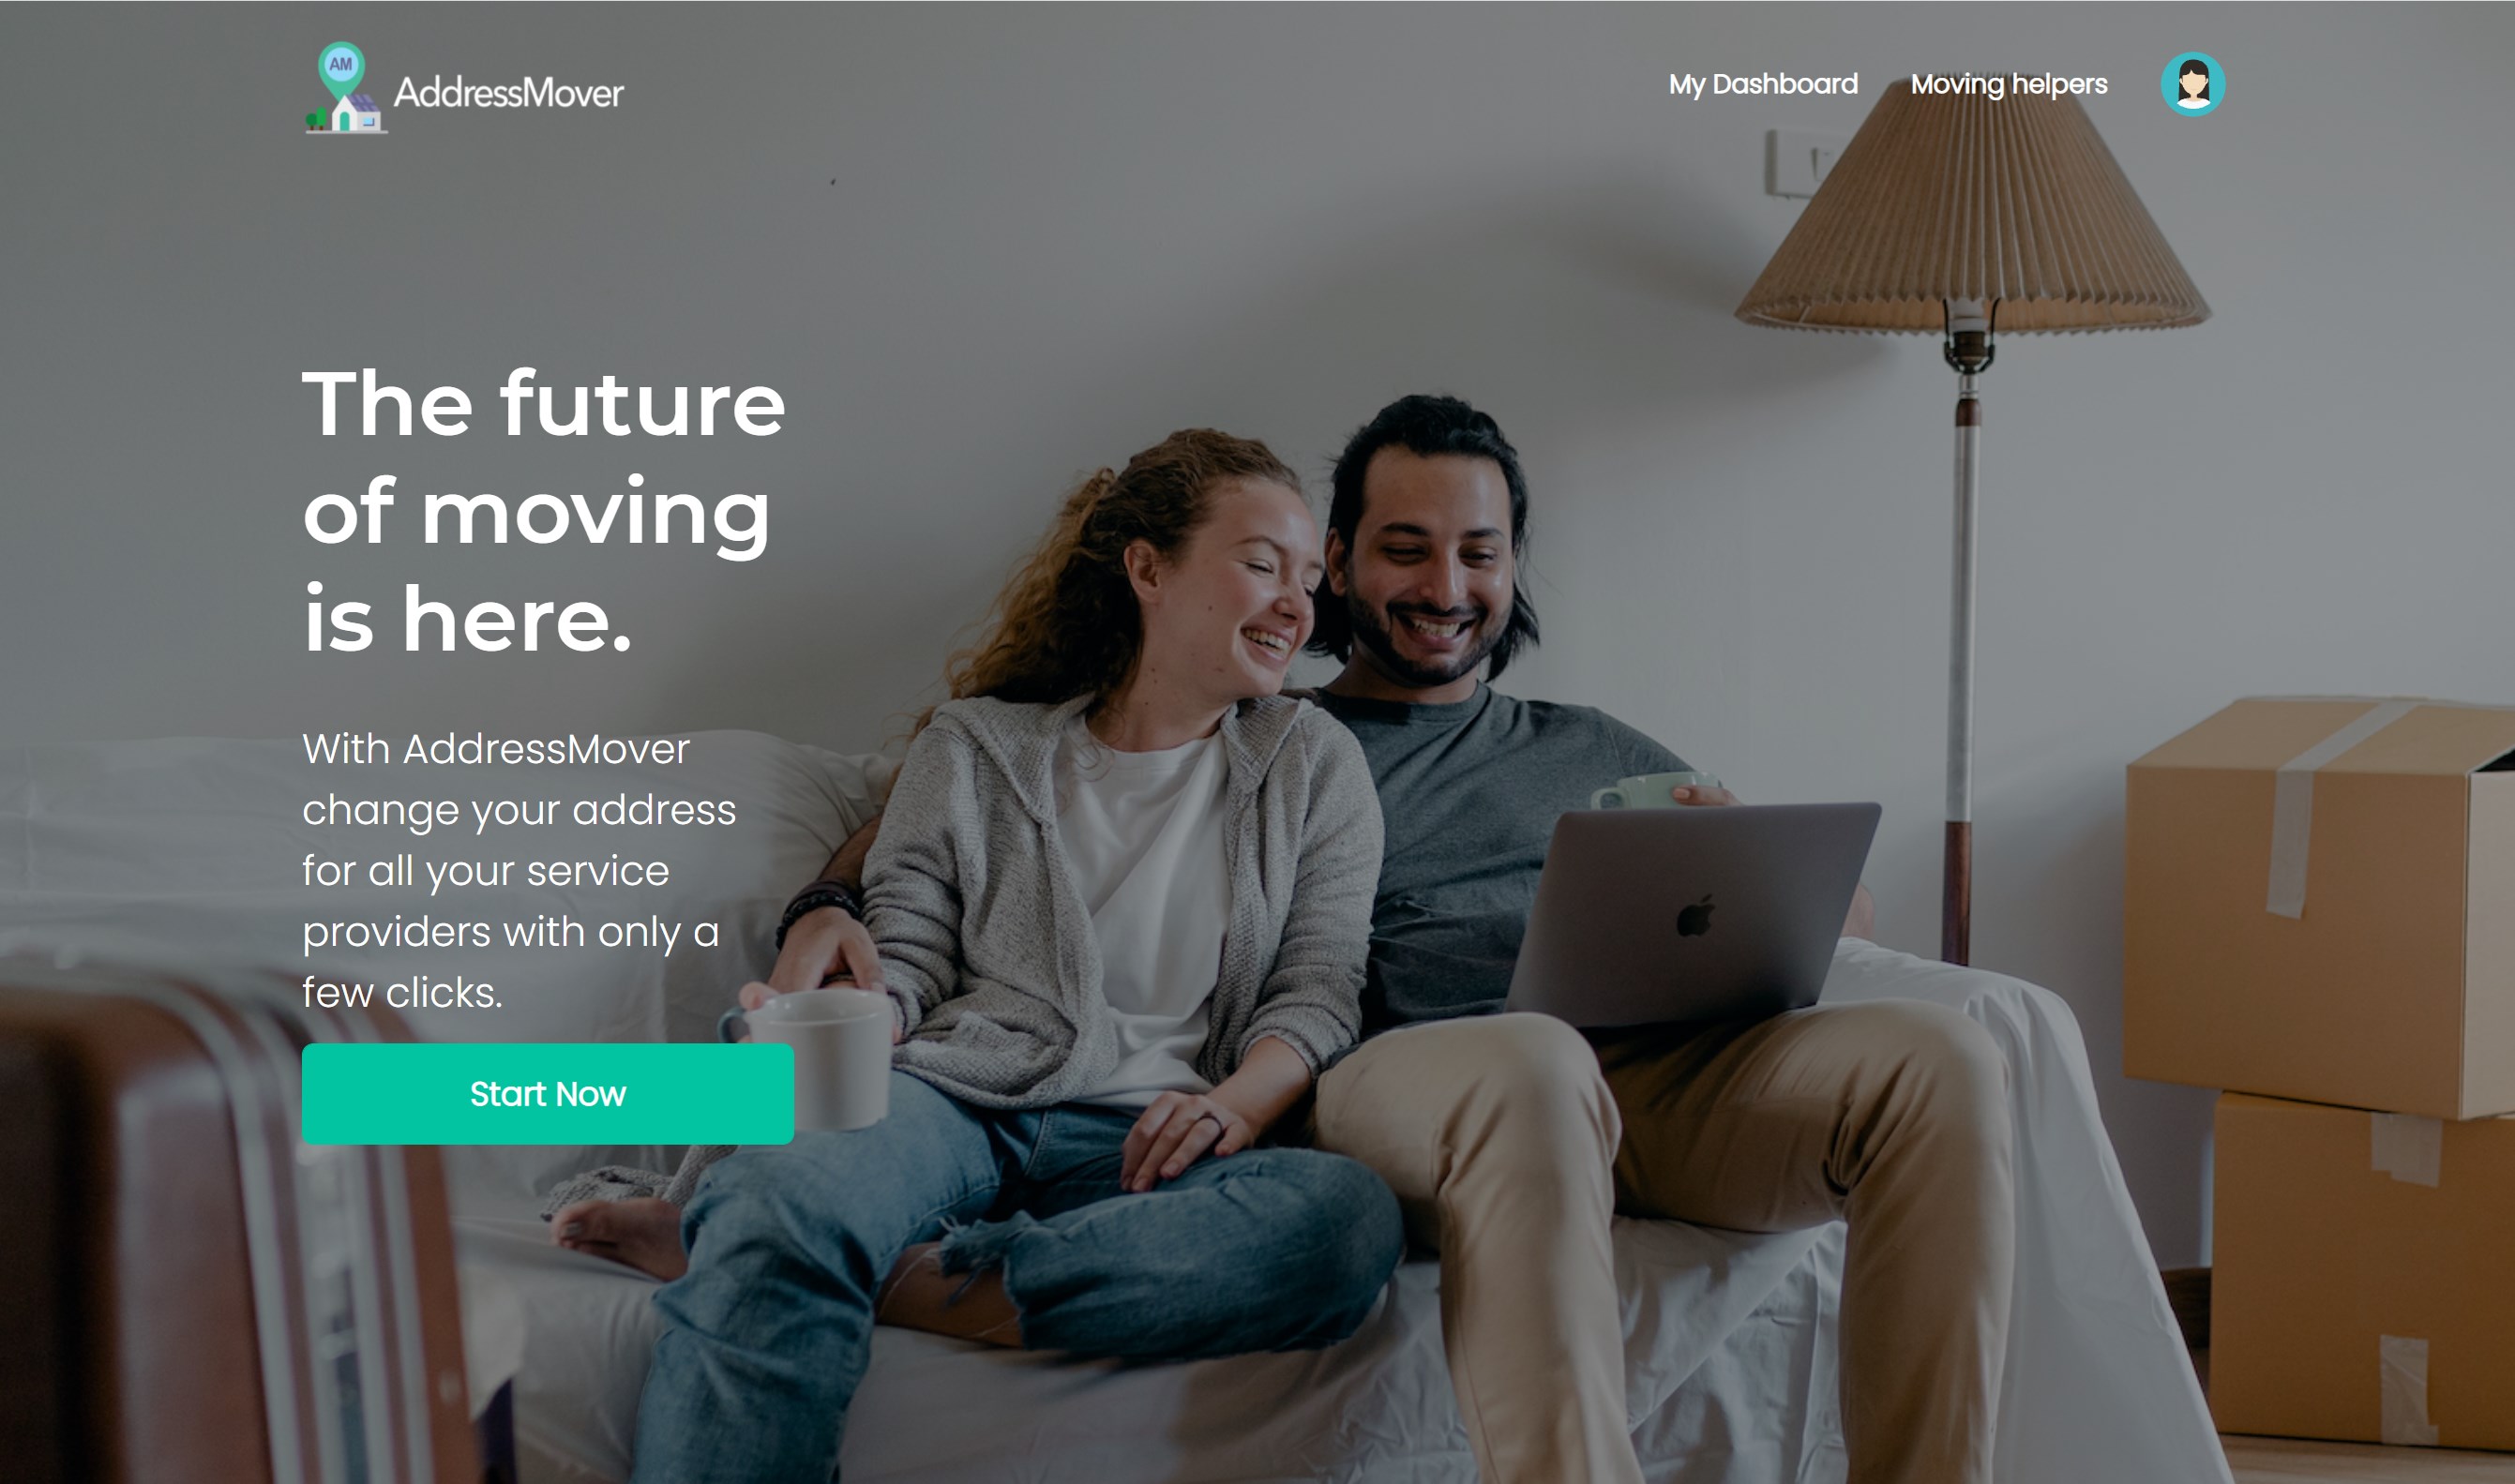 AM
AddressMover
My Dashboard
Moving helpers
The future
of moving
is here.
With AddressMover
change your address
for all your service
providers with only a
few clicks.
Start Now